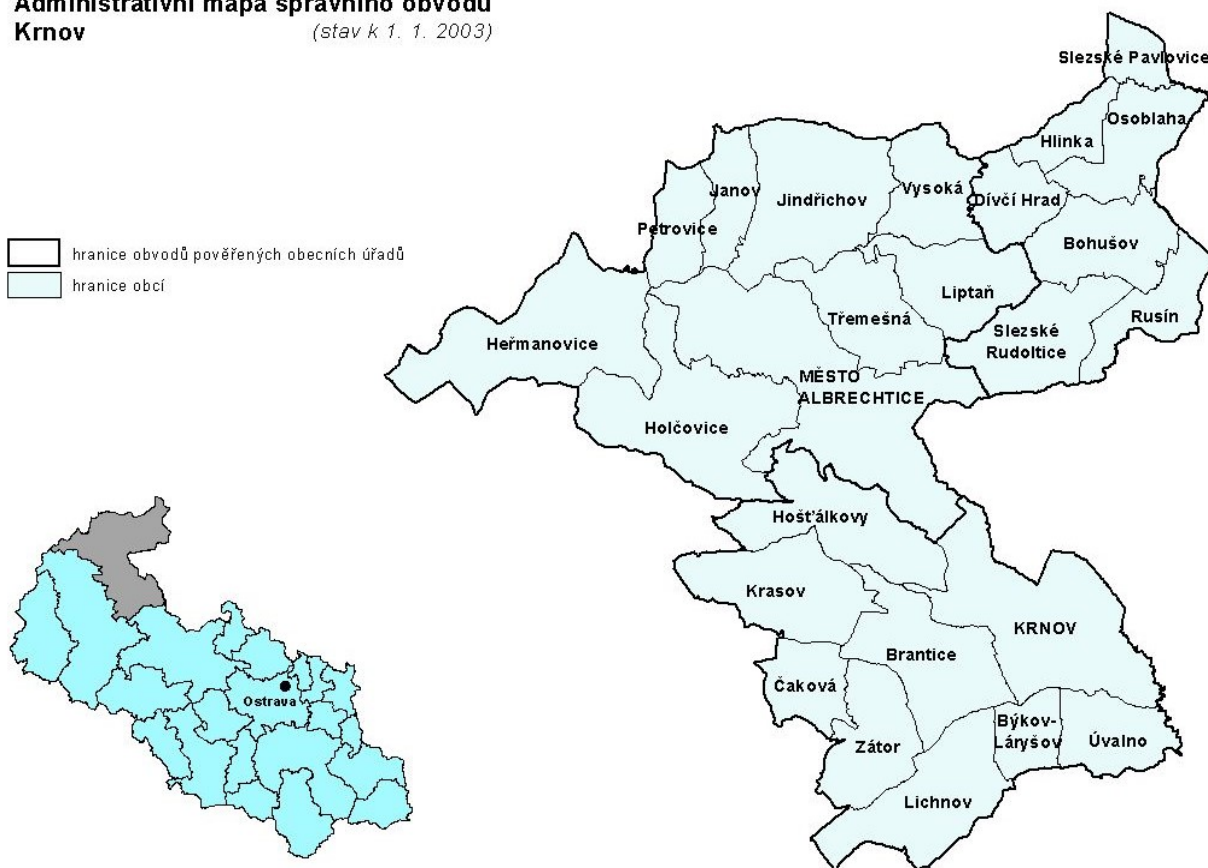 Administrativní mapa správního obvodu
Krnov (stav k 1. 1. 2003)
hranice obvodů pověřených obecních úřadů
hranice obcí
Slezské Pavlovice
Osoblaha
Hlinka
Janov
Jindřichov
Vysoká
Dívčí Hrad
Petrovice
Bohušov
Liptaň
Třemešná
Rusín
Slezské
Rudoltice
Heřmanovice
MĚSTO
ALBRECHTICE
Holčovice
Hošťálkovy
Krasov
KRNOV
Brantice
Čaková
Býkov-
Láryšov
Úvalno
Zátor
Lichnov
Ostrava